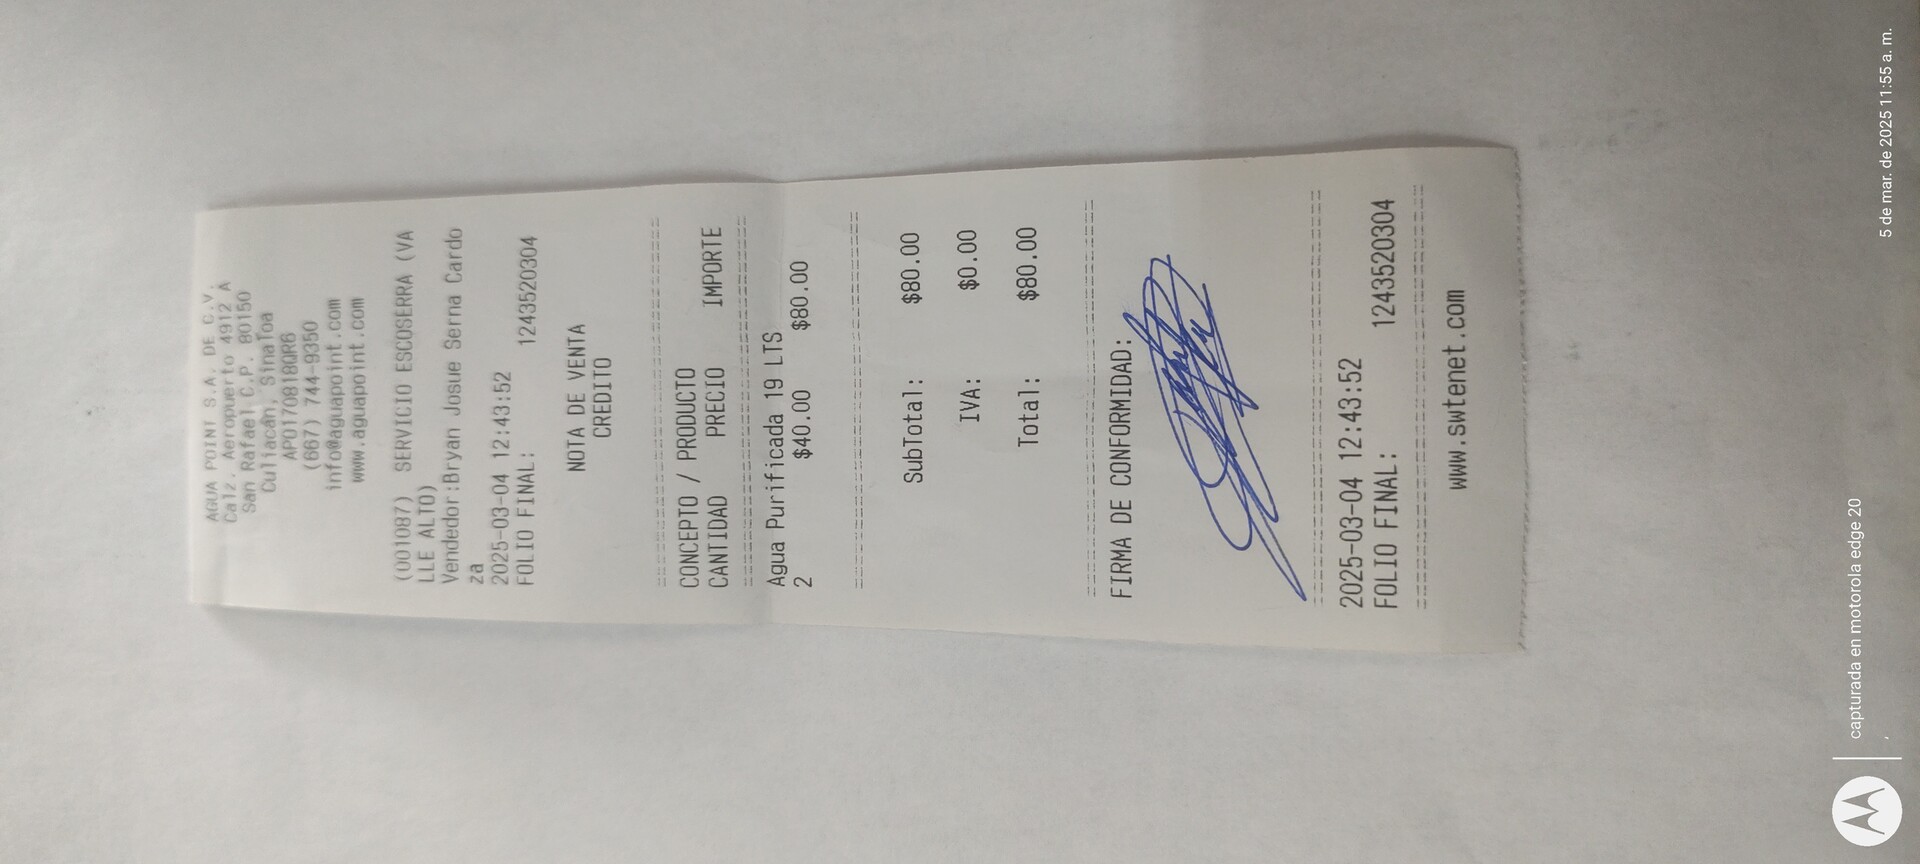 AGUA POINT S.A. DE C.V.
Calz. Aeropuerto 4912 A
San Rafael C.P. 80150
Culiacán, Sinaloa
APO170818QR6
(667) 744-9350
info@aguapoint.com
www.aguapoint.com
(001087) SERVICIO ESCOSERRA (VA
LLE ALTO)
Vendedor:Bryan Josue Serna Cardo
za
2025-03-04 12:43:52
FOLIO FINAL: 1243520304
NOTA DE VENTA
CREDITO
CONCEPTO / PRODUCTO
CANTIDAD PRECIO IMPORTE
Agua Purificada 19 LTS
2 $40.00 $80.00
SubTotal: $80.00
IVA: $0.00
Total: $80.00
FIRMA DE CONFORMIDAD:
2025-03-04 12:43:52
FOLIO FINAL: 1243520304
www.swtenet.com
capturada en motorola edge 20
5 de mar. de 2025 11:55 a. m.